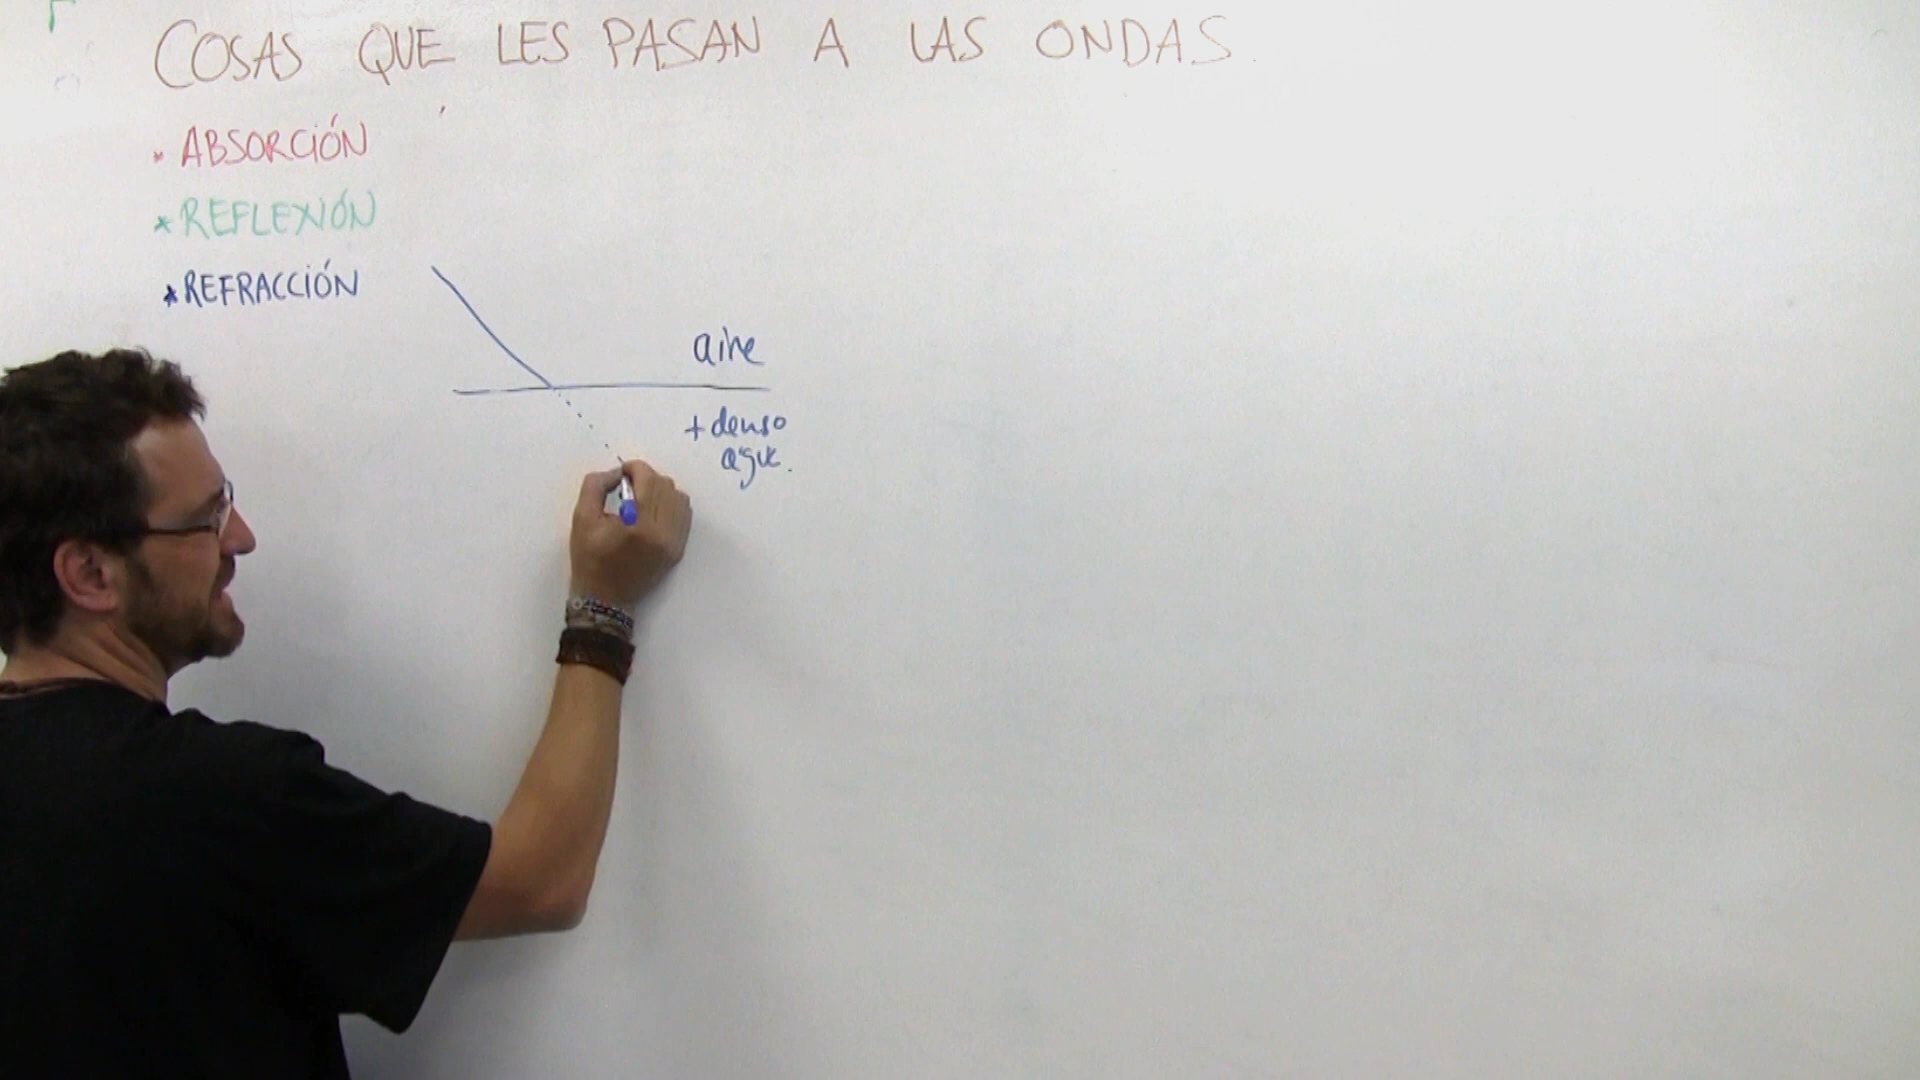 COSAS QUE LES PASAN A LAS ONDAS.
* ABSORCIÓN
* REFLEXIÓN
* REFRACCIÓN
aire
+ denso
agua.